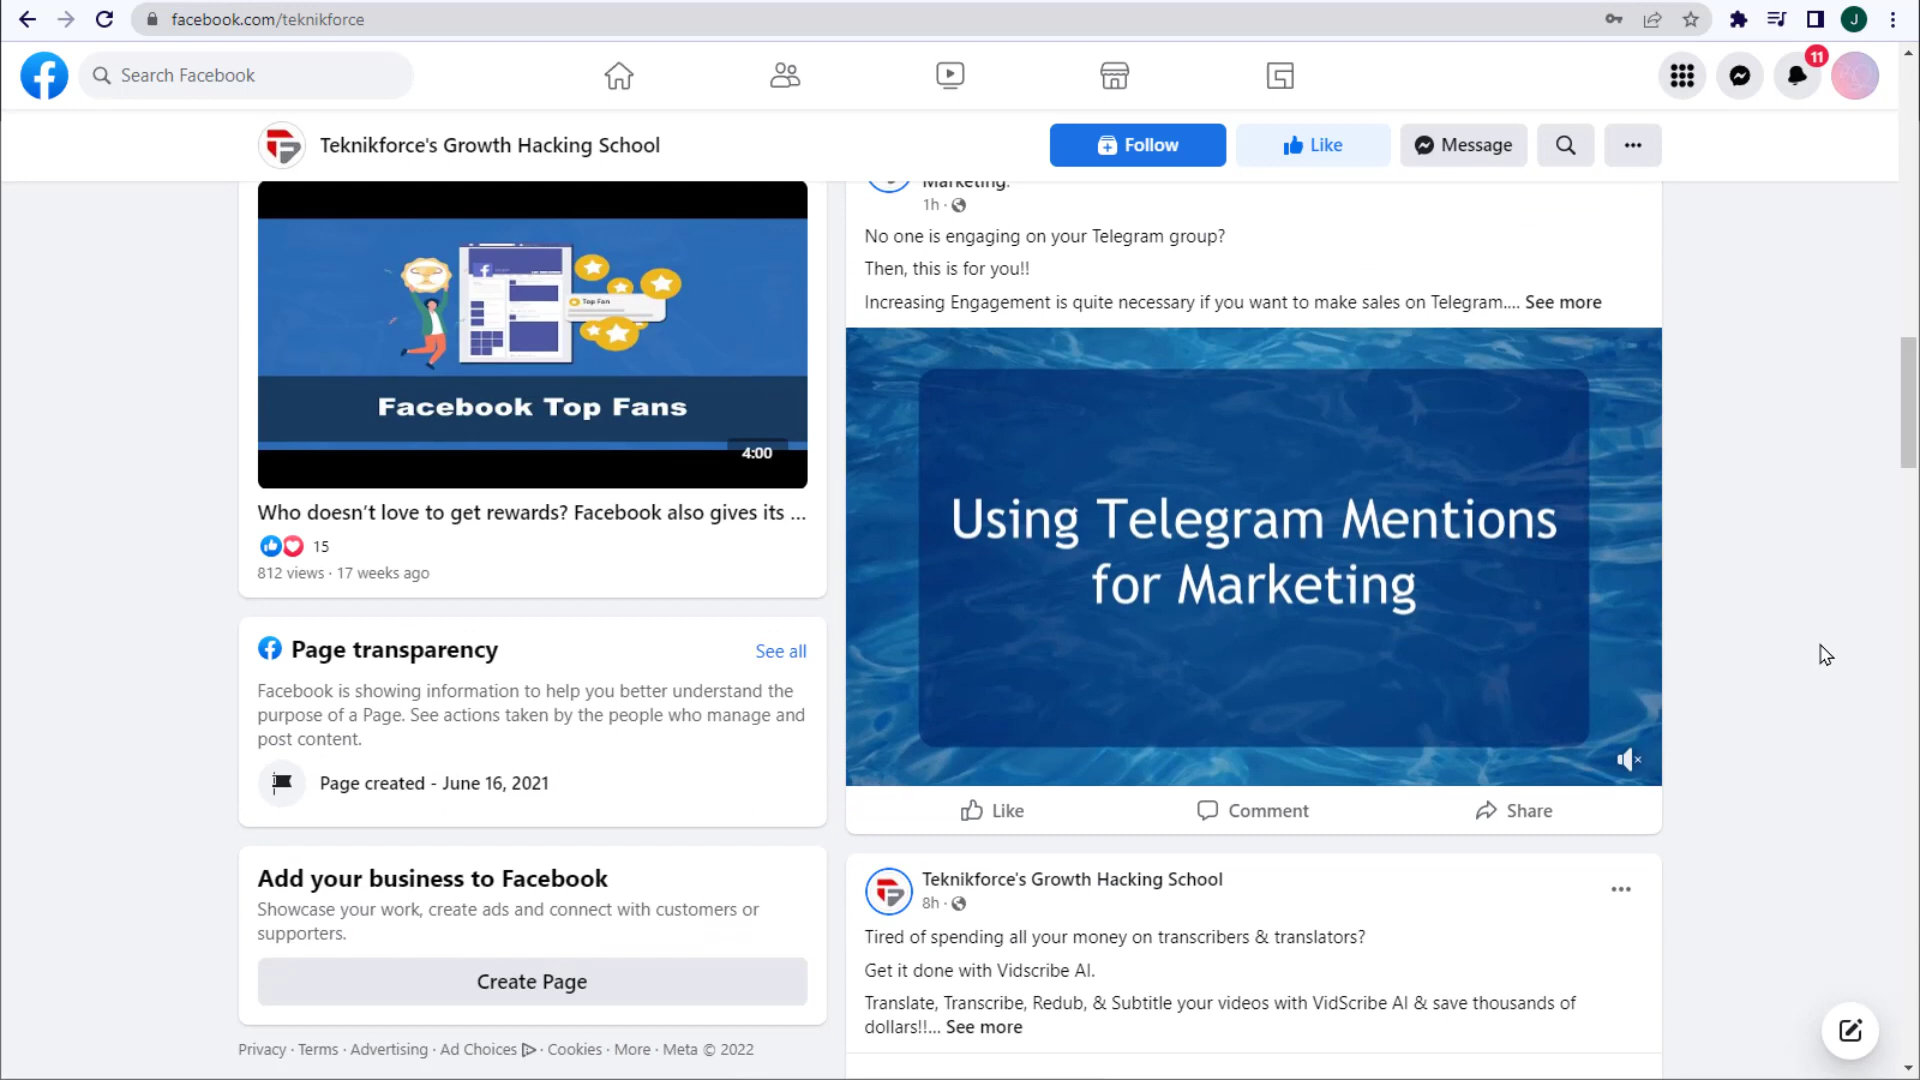 facebook.com/teknikforce
Search Facebook
11
J
Teknikforce's Growth Hacking School
Follow
Like
Message
Top Fan
Facebook Top Fans
4:00
Who doesn’t love to get rewards? Facebook also gives its ...
15
812 views · 17 weeks ago
Page transparency
See all
Facebook is showing information to help you better understand the
purpose of a Page. See actions taken by the people who manage and
post content.
Page created - June 16, 2021
Add your business to Facebook
Showcase your work, create ads and connect with customers or
supporters.
Create Page
Privacy · Terms · Advertising · Ad Choices · Cookies · More · Meta © 2022
Marketing.
1h ·
No one is engaging on your Telegram group?
Then, this is for you!!
Increasing Engagement is quite necessary if you want to make sales on Telegram.... See more
Using Telegram Mentions
for Marketing
Like
Comment
Share
Teknikforce's Growth Hacking School
8h ·
Tired of spending all your money on transcribers & translators?
Get it done with Vidscribe AI.
Translate, Transcribe, Redub, & Subtitle your videos with VidScribe AI & save thousands of
dollars!!... See more